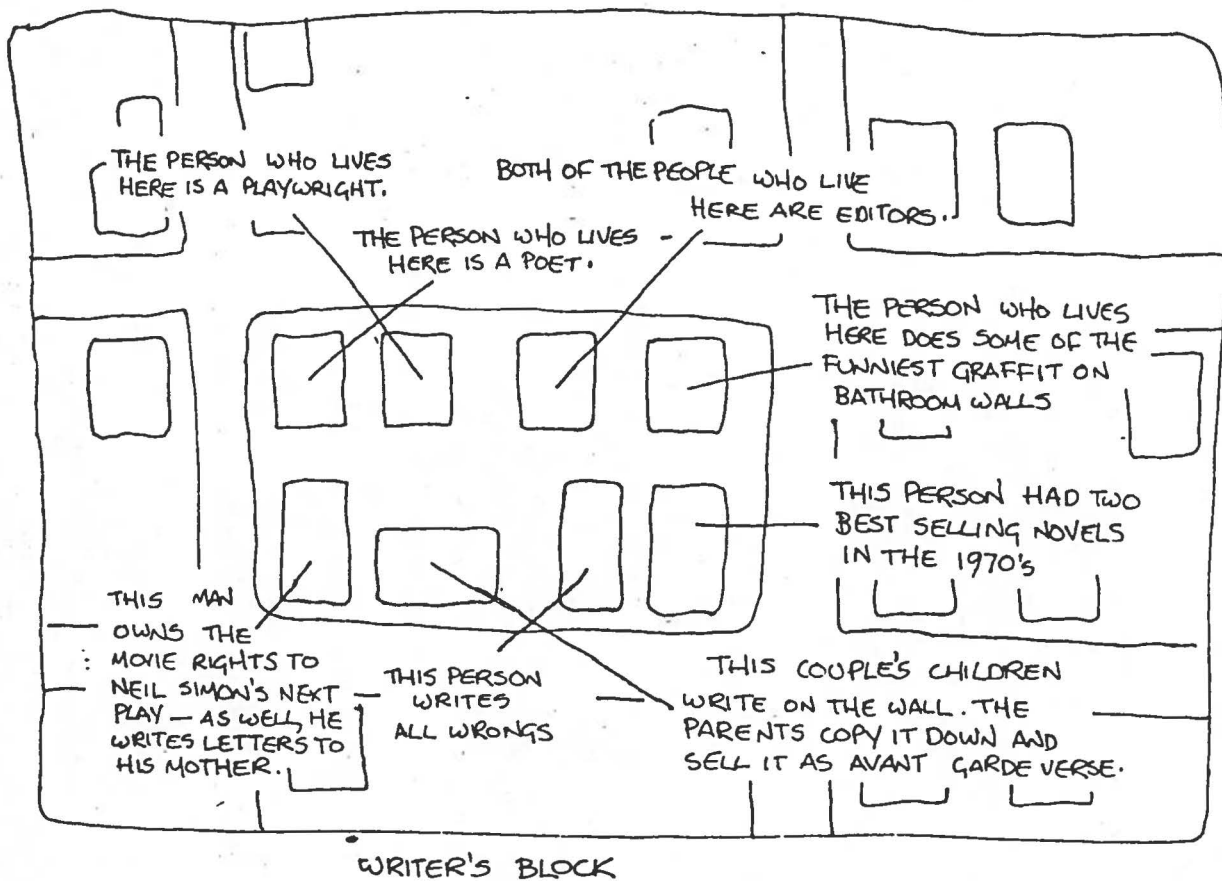 THE PERSON WHO LIVES
HERE IS A PLAYWRIGHT.
BOTH OF THE PEOPLE WHO LIVE
HERE ARE EDITORS.
THE PERSON WHO LIVES
HERE IS A POET.
THE PERSON WHO LIVES
HERE DOES SOME OF THE
FUNNIEST GRAFFIT ON
BATHROOM WALLS
THIS PERSON HAD TWO
BEST SELLING NOVELS
IN THE 1970's
THIS MAN
OWNS THE
MOVIE RIGHTS TO
NEIL SIMON'S NEXT
PLAY — AS WELL, HE
WRITES LETTERS TO
HIS MOTHER.
THIS PERSON
WRITES
ALL WRONGS
THIS COUPLE'S CHILDREN
WRITE ON THE WALL. THE
PARENTS COPY IT DOWN AND
SELL IT AS AVANT GARDE VERSE.
WRITER'S BLOCK